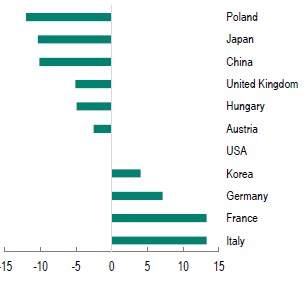 Poland
Japan
China
United Kingdom
Hungary
Austria
USA
Korea
Germany
France
Italy
-15 -10 -5 0 5 10 15